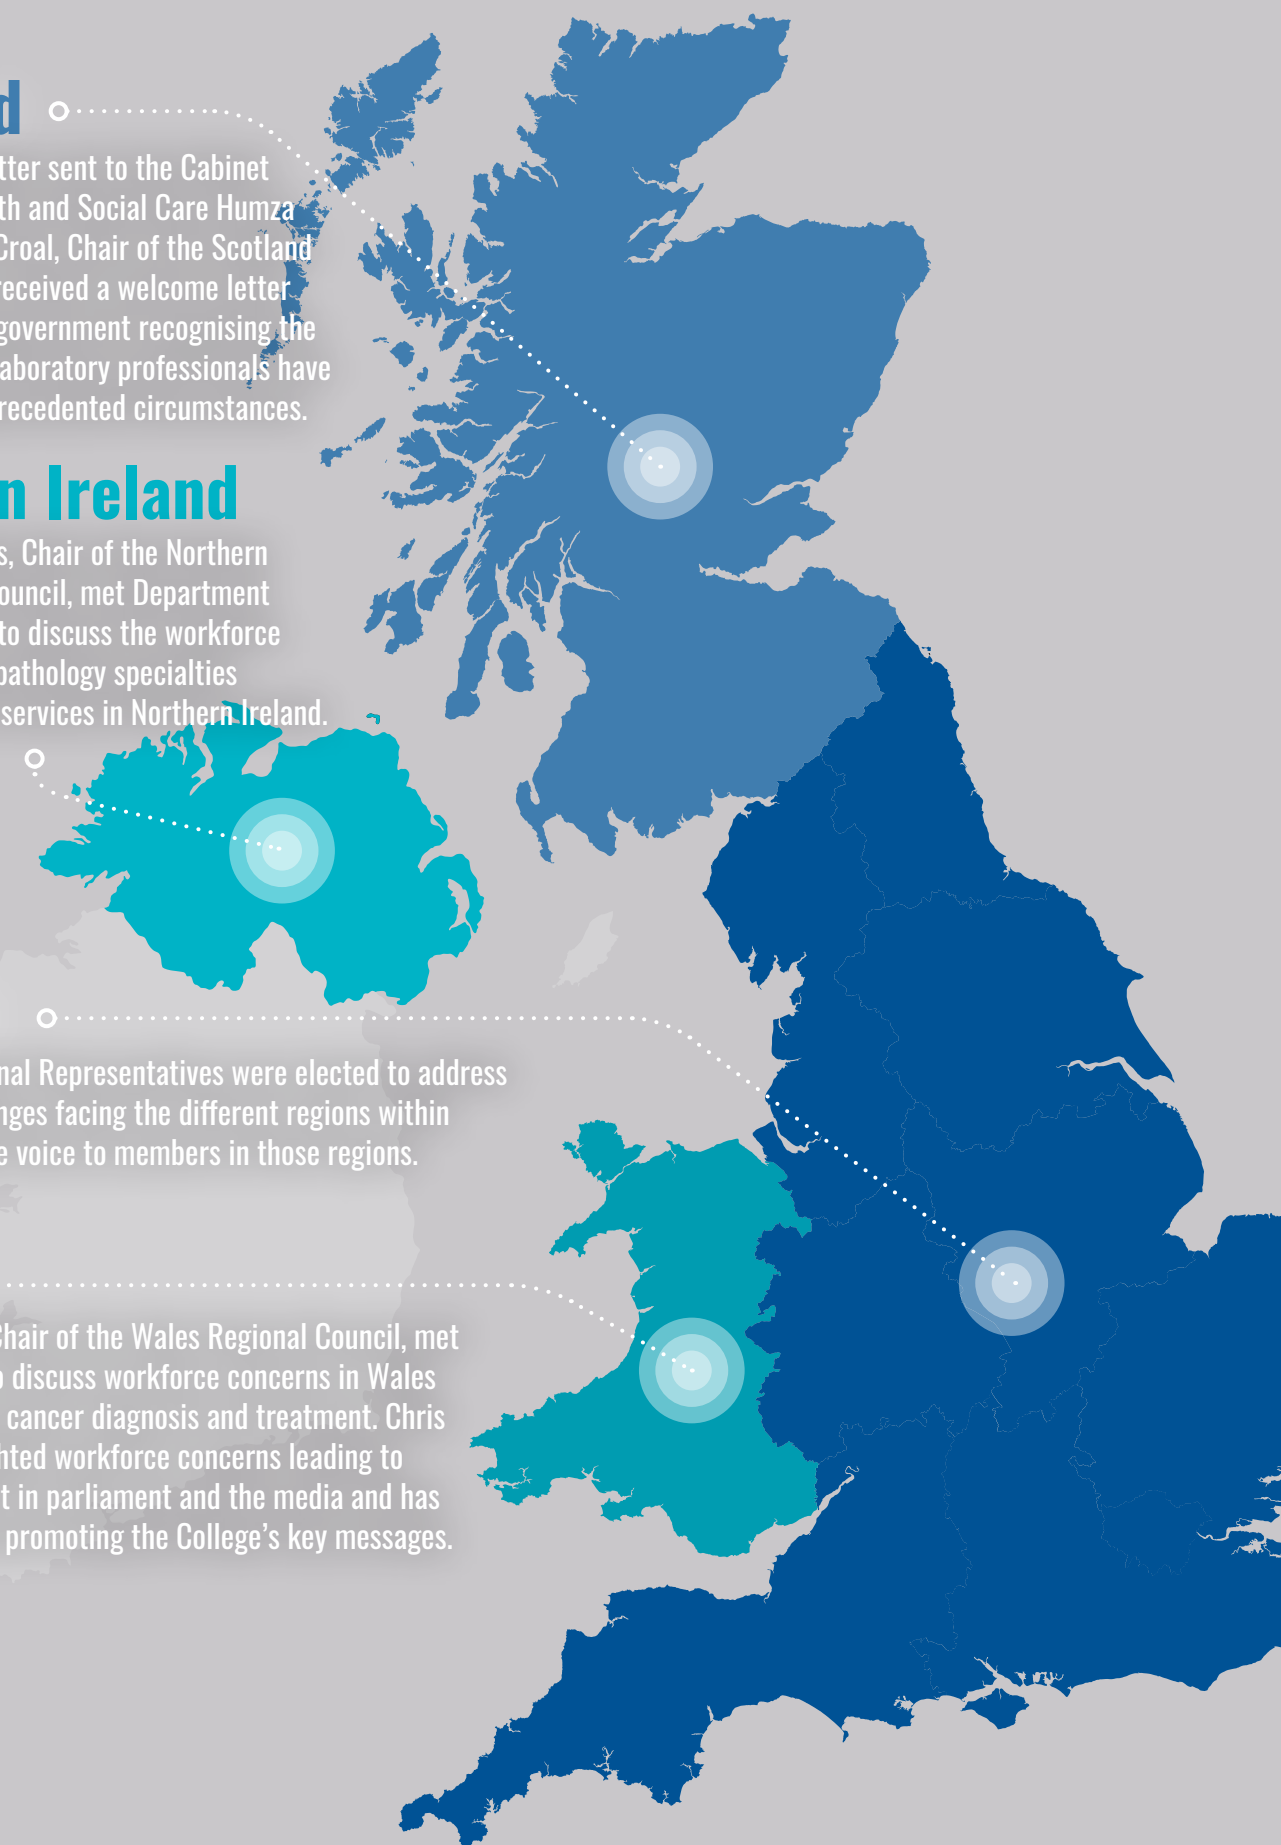 d
tter sent to the Cabinet
th and Social Care Humza
Croal, Chair of the Scotland
received a welcome letter
government recognising the
aboratory professionals have
recedented circumstances.
n Ireland
s, Chair of the Northern
ouncil, met Department
to discuss the workforce
pathology specialties
services in Northern Ireland.
nal Representatives were elected to address
nges facing the different regions within
e voice to members in those regions.
Chair of the Wales Regional Council, met
o discuss workforce concerns in Wales
cancer diagnosis and treatment. Chris
hted workforce concerns leading to
t in parliament and the media and has
promoting the College’s key messages.